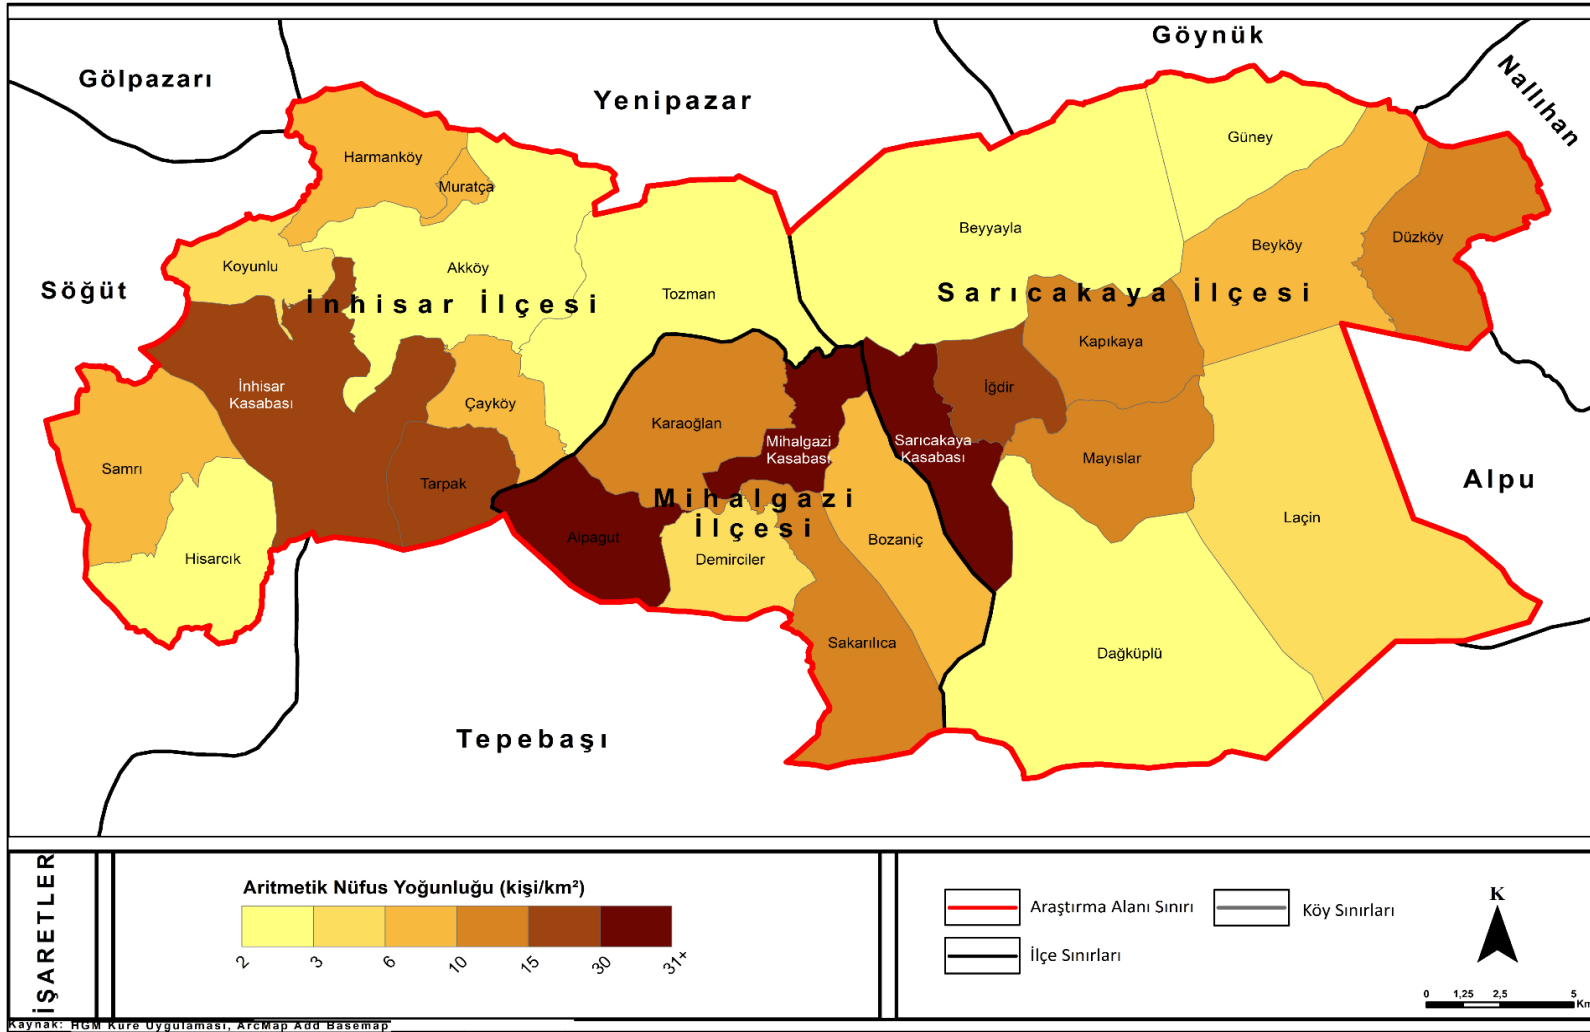 Göynük
Gölpazarı
Yenipazar
Nallıhan
Güney
Harmanköy
Muratça
Beyyayla
Beyköy
Düzköy
Koyunlu
Akköy
Söğüt
Tozman
İnhisar İlçesi
Sarıcakaya İlçesi
Kapıkaya
İnhisar
Kasabası
İğdir
Çayköy
Karaoğlan
Mihalgazi
Kasabası
Sarıcakaya
Kasabası
Mayıslar
Samrı
Tarpak
Alpu
Mihalgazi
İlçesi
Laçin
Alpagut
Bozaniç
Hisarcık
Demirciler
Sakarılıca
Dağküplü
Tepebaşı
İŞARETLER
Aritmetik Nüfus Yoğunluğu (kişi/km²)
2 3 6 10 15 30 31+
Araştırma Alanı Sınırı
Köy Sınırları
İlçe Sınırları
K
0 1,25 2,5 5
Km
Kaynak: HGM Küre Uygulaması, ArcMap Add Basemap